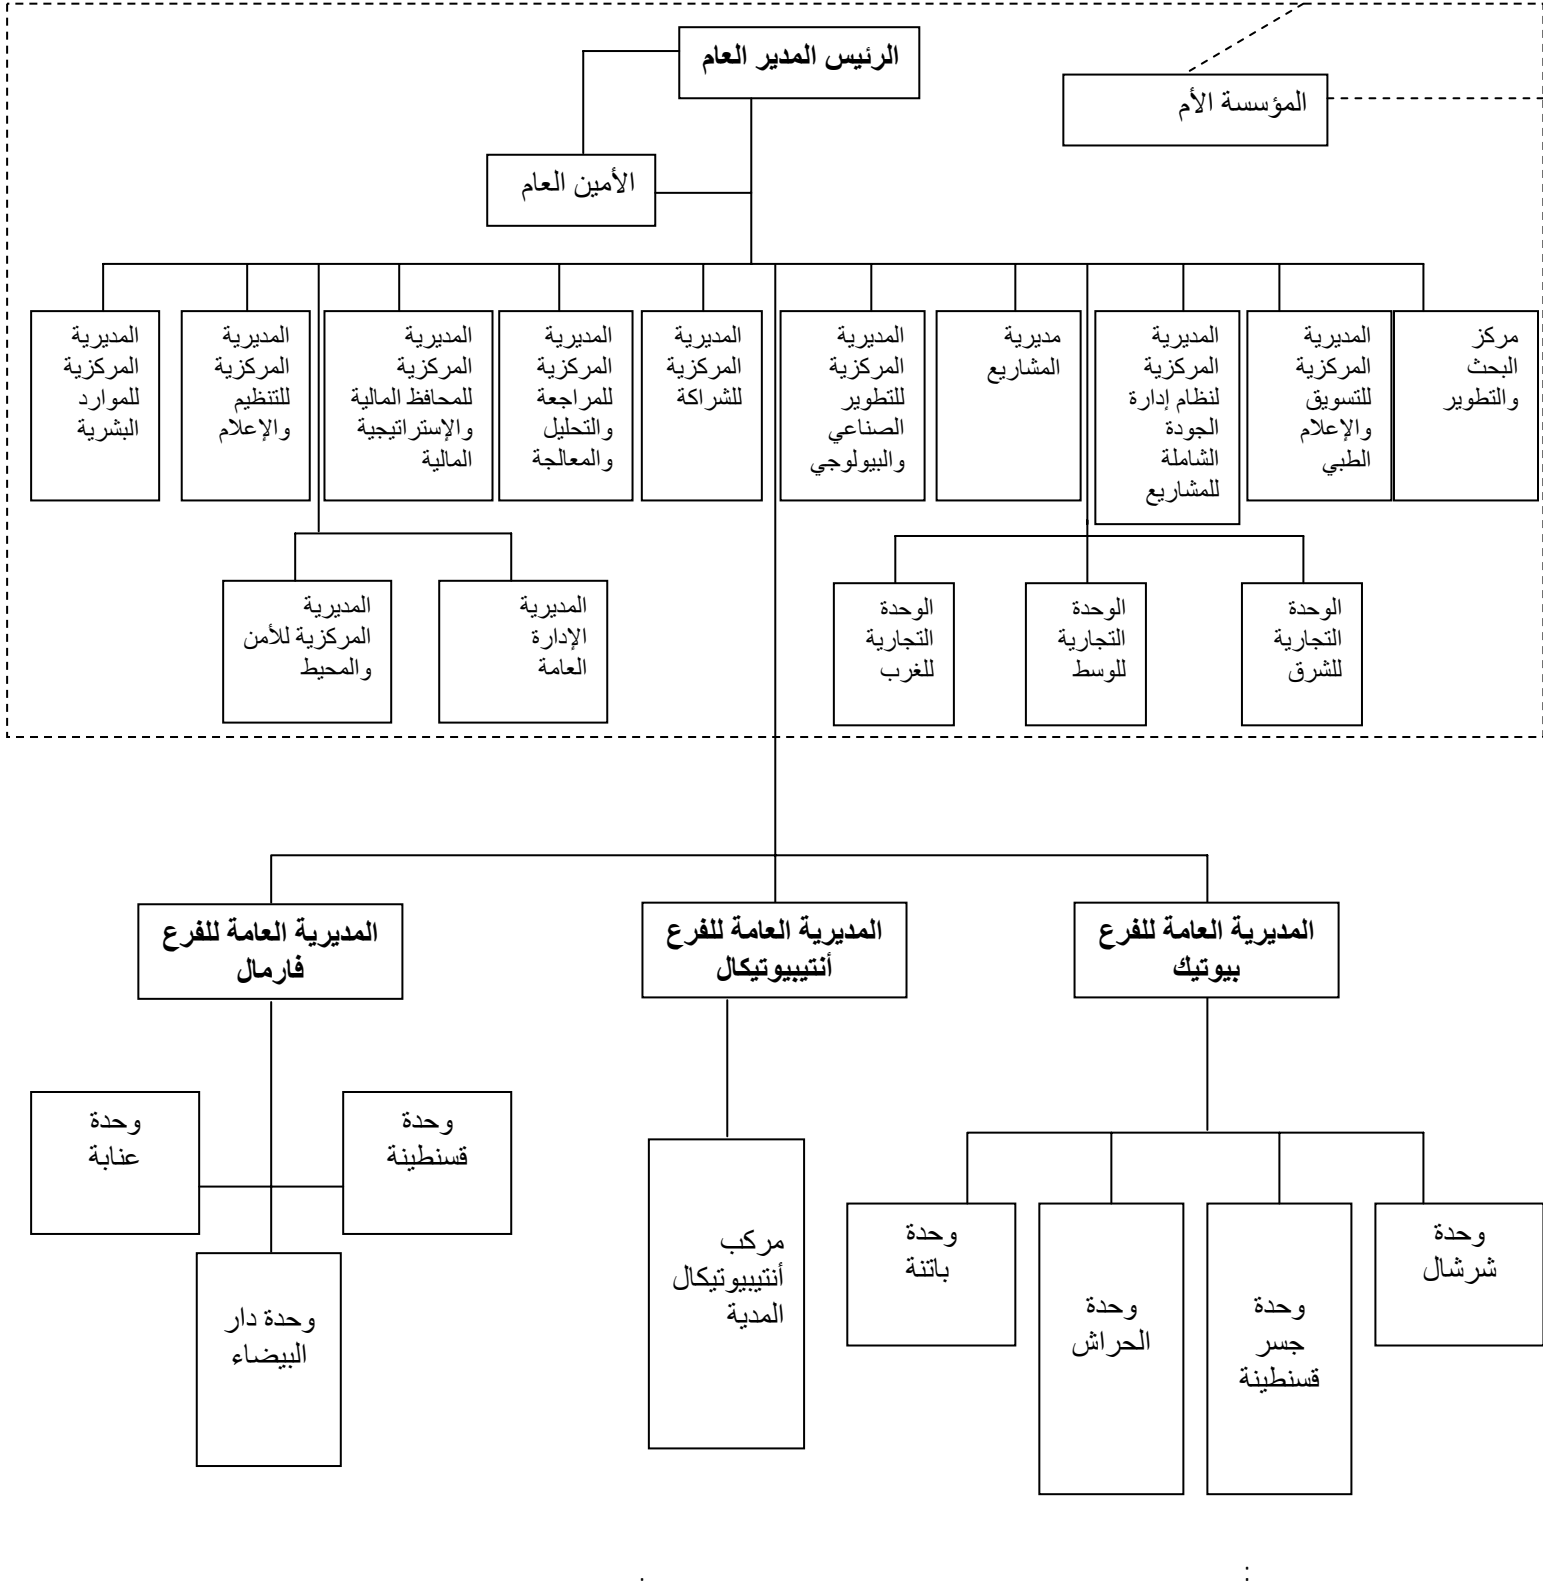 الرئيس المدير العام
المؤسسة الأم
الأمين العام
مركز
البحث
والتطوير
المديرية
المركزية
للتسويق
والإعلام
الطبي
المديرية
المركزية
لنظام إدارة
الجودة
الشاملة
للمشاريع
مديرية
المشاريع
المديرية
المركزية
للتطوير
الصناعي
والبيولوجي
المديرية
المركزية
للشراكة
المديرية
المركزية
للمراجعة
والتحليل
والمعالجة
المديرية
المركزية
للمحافظ المالية
والإستراتيجية
المالية
المديرية
المركزية
للتنظيم
والإعلام
المديرية
المركزية
للموارد
البشرية
الوحدة
التجارية
للشرق
الوحدة
التجارية
للوسط
الوحدة
التجارية
للغرب
المديرية
الإدارة
العامة
المديرية
المركزية للأمن
والمحيط
المديرية العامة للفرع
بيوتيك
المديرية العامة للفرع
أنتيبيوتيكال
المديرية العامة للفرع
فارمال
وحدة
شرشال
وحدة
جسر
قسنطينة
وحدة
الحراش
وحدة
باتنة
مركب
أنتيبيوتيكال
المدية
وحدة
قسنطينة
وحدة
عنابة
وحدة دار
البيضاء